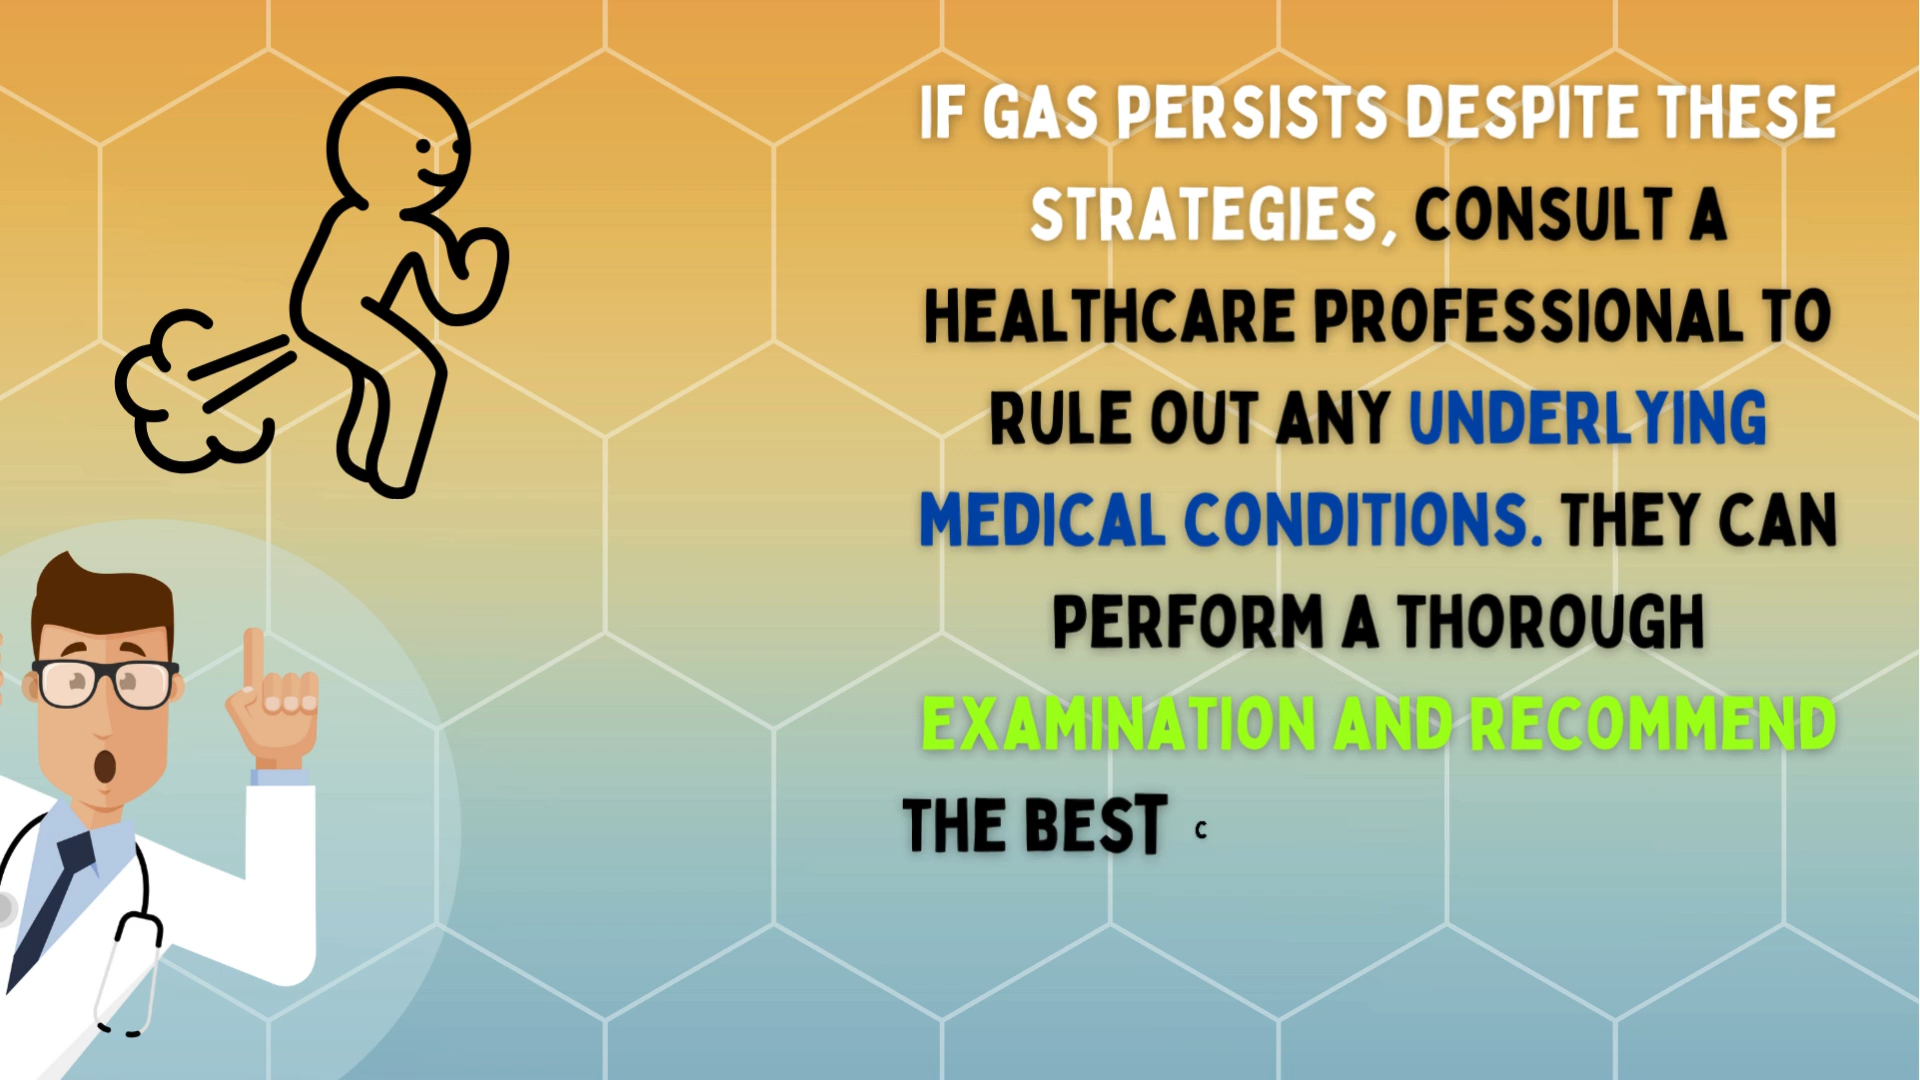 IF GAS PERSISTS DESPITE THESE
STRATEGIES, CONSULT A
HEALTHCARE PROFESSIONAL TO
RULE OUT ANY UNDERLYING
MEDICAL CONDITIONS. THEY CAN
PERFORM A THOROUGH
EXAMINATION AND RECOMMEND
THE BEST C